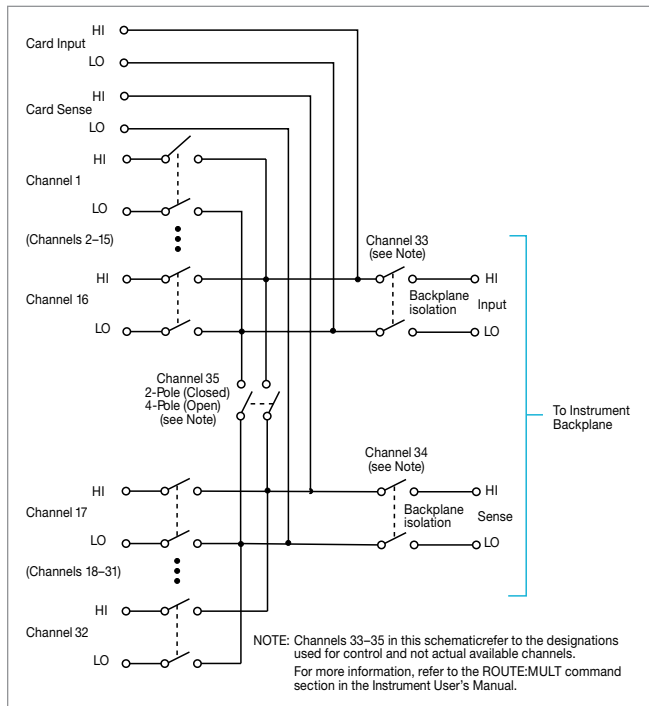 Card Input
HI
LO
Card Sense
HI
LO
Channel 1
HI
LO
(Channels 2–15)
Channel 16
HI
LO
Channel 33
(see Note)
Backplane
isolation
HI
Input
LO
Channel 35
2-Pole (Closed)
4-Pole (Open)
(see Note)
To Instrument
Backplane
Channel 17
HI
LO
Channel 34
(see Note)
Backplane
isolation
HI
Sense
LO
(Channels 18–31)
Channel 32
HI
LO
NOTE: Channels 33–35 in this schematicrefer to the designations
used for control and not actual available channels.
For more information, refer to the ROUTE:MULT command
section in the Instrument User's Manual.